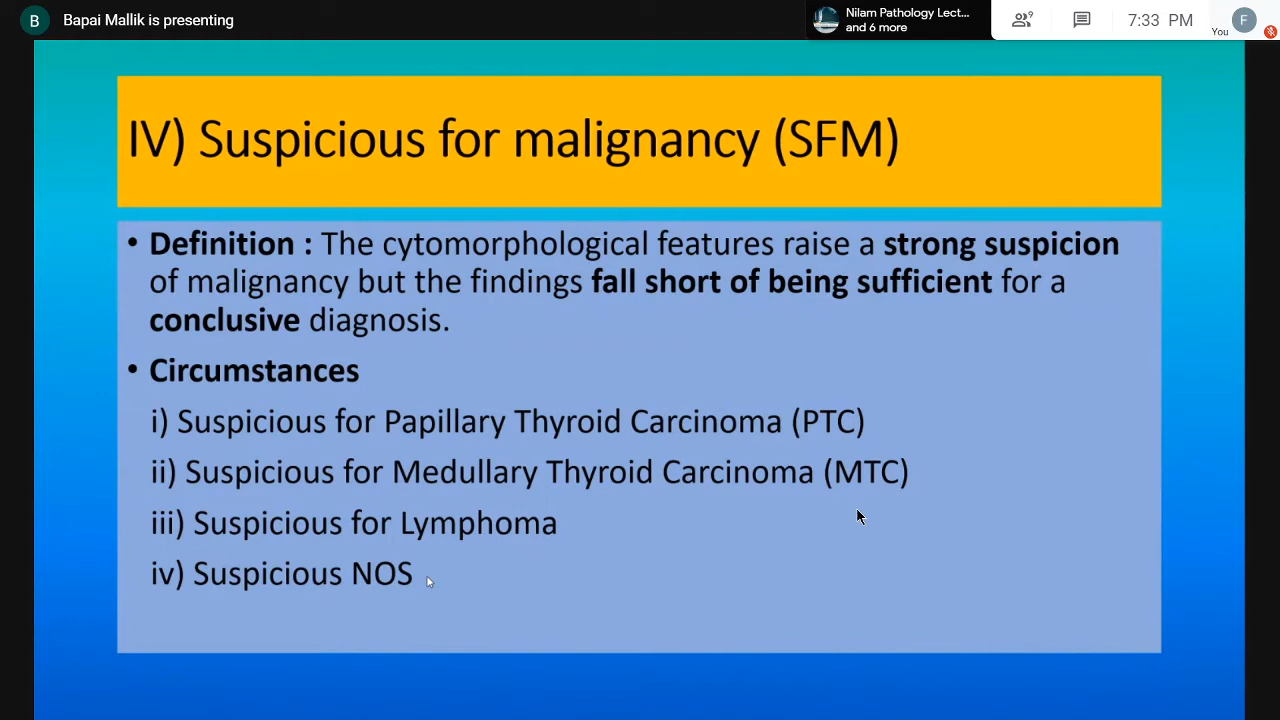 B Bapai Mallik is presenting
Nilam Pathology Lect...
and 6 more
9
7:33 PM
You
F
IV) Suspicious for malignancy (SFM)
• Definition : The cytomorphological features raise a strong suspicion
of malignancy but the findings fall short of being sufficient for a
conclusive diagnosis.
• Circumstances
i) Suspicious for Papillary Thyroid Carcinoma (PTC)
ii) Suspicious for Medullary Thyroid Carcinoma (MTC)
iii) Suspicious for Lymphoma
iv) Suspicious NOS